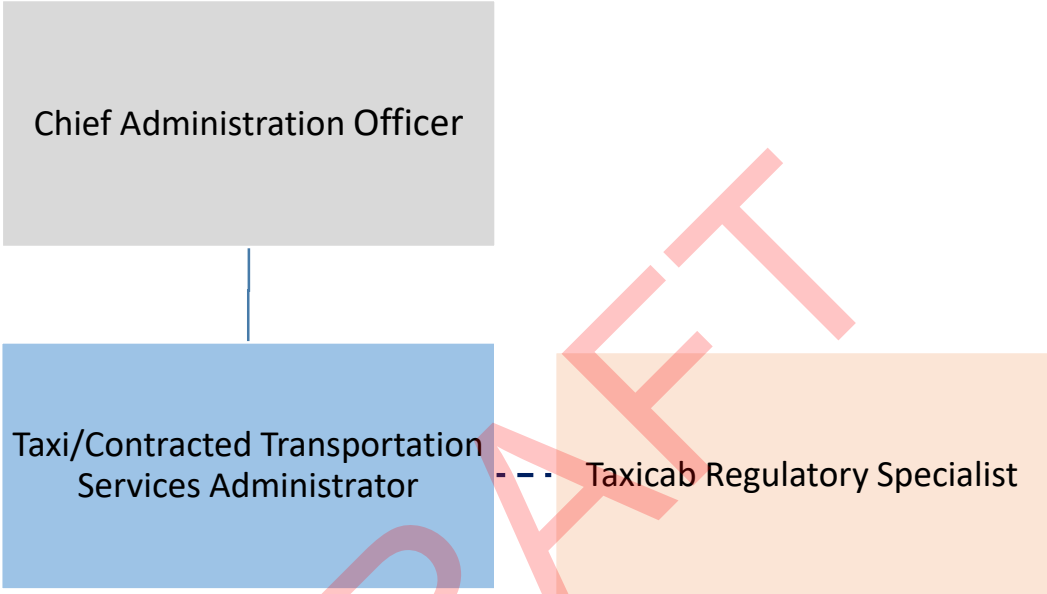 Chief Administration Officer
Taxi/Contracted Transportation
Services Administrator
Taxicab Regulatory Specialist
DRAFT